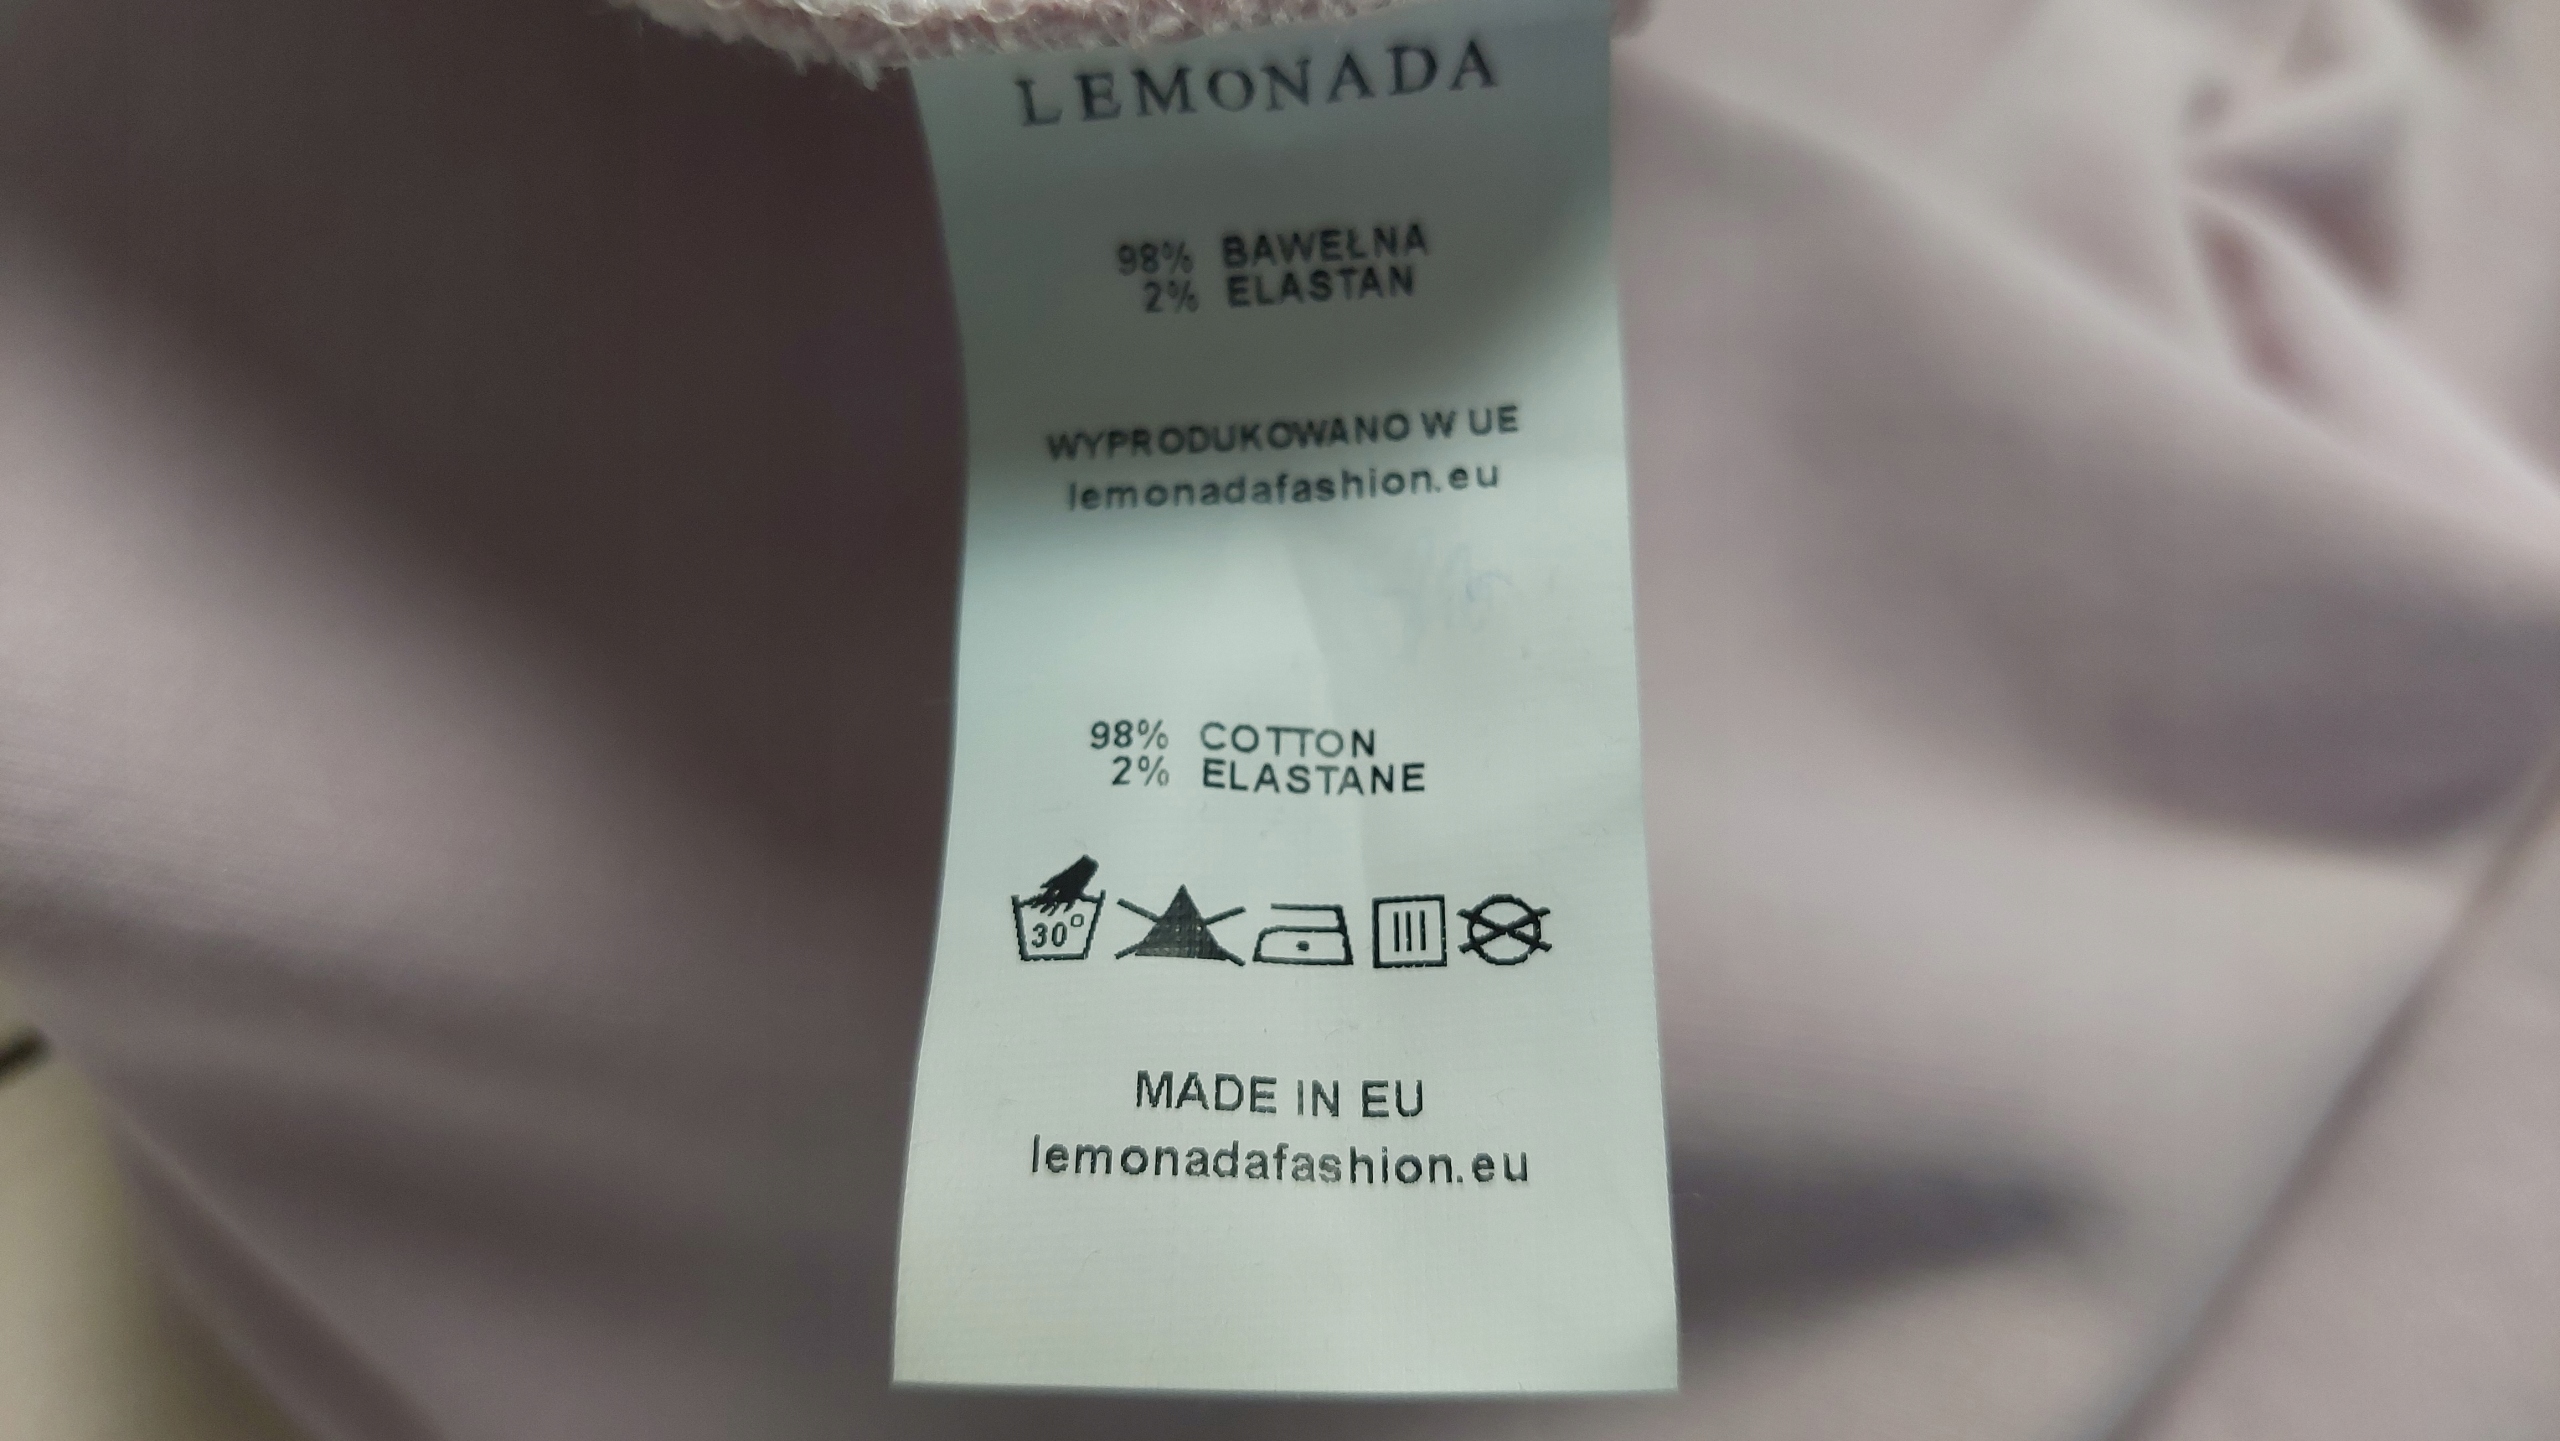 LEMONADA
98% BAWEŁNA
2% ELASTAN
WYPRODUKOWANO W UE
lemonadafashion.eu
98% COTTON
2% ELASTANE
30°
MADE IN EU
lemonadafashion.eu